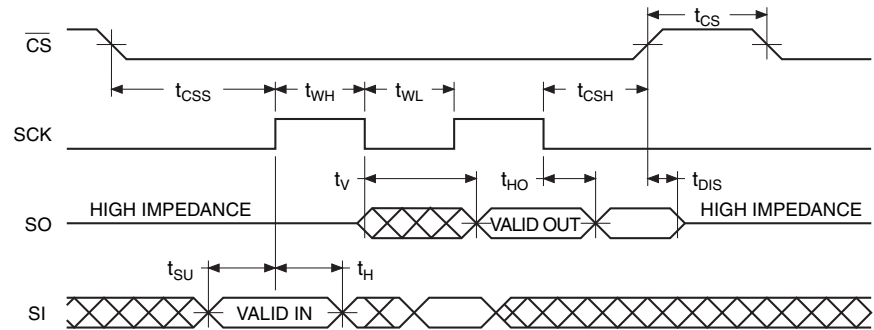 t_CS
C̅S̅
t_CSS t_WH t_WL t_CSH
SCK
t_V t_HO t_DIS
HIGH IMPEDANCE VALID OUT HIGH IMPEDANCE
SO
t_SU t_H
SI VALID IN